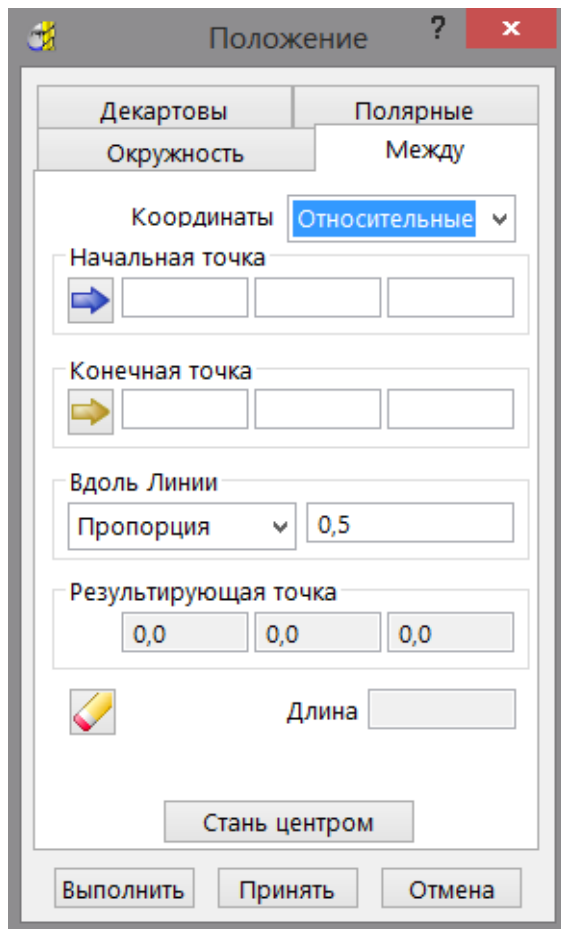 Положение ? x
Декартовы Полярные
Окружность Между
Координаты Относительные
Начальная точка
Конечная точка
Вдоль Линии
Пропорция 0,5
Результирующая точка
0,0 0,0 0,0
Длина
Стань центром
Выполнить Принять Отмена